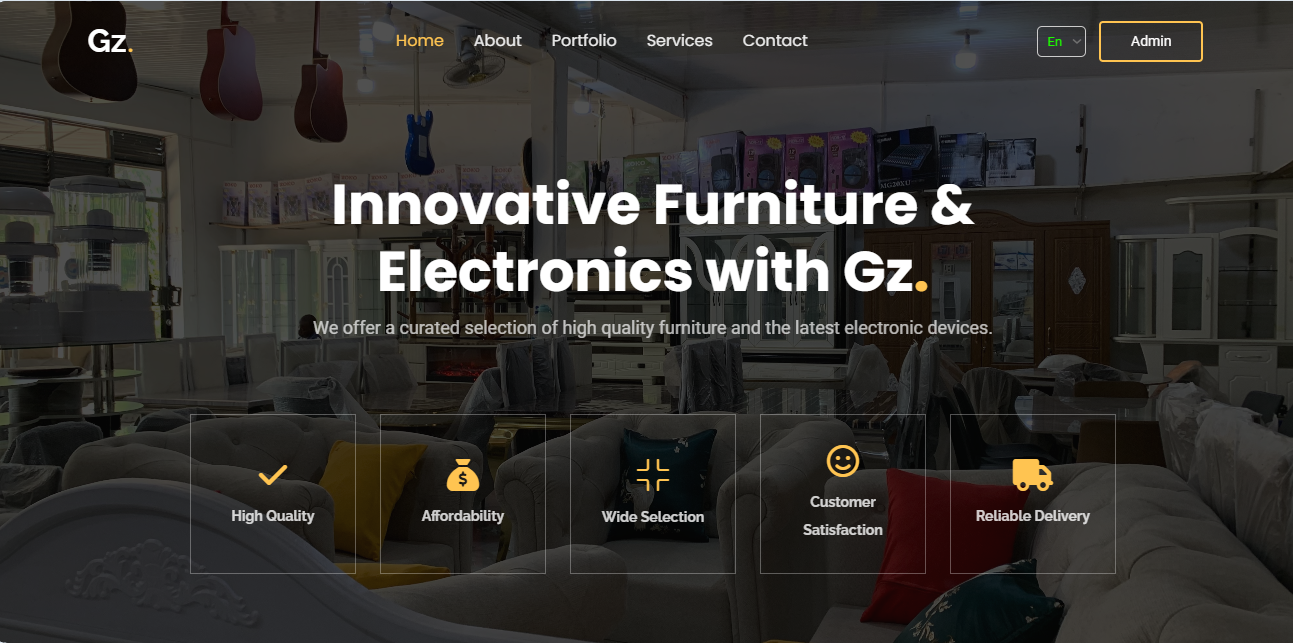 Gz.
Home About Portfolio Services Contact
En
Admin
Innovative Furniture &
Electronics with Gz.
We offer a curated selection of high quality furniture and the latest electronic devices.
High Quality
Affordability
Wide Selection
Customer
Satisfaction
Reliable Delivery